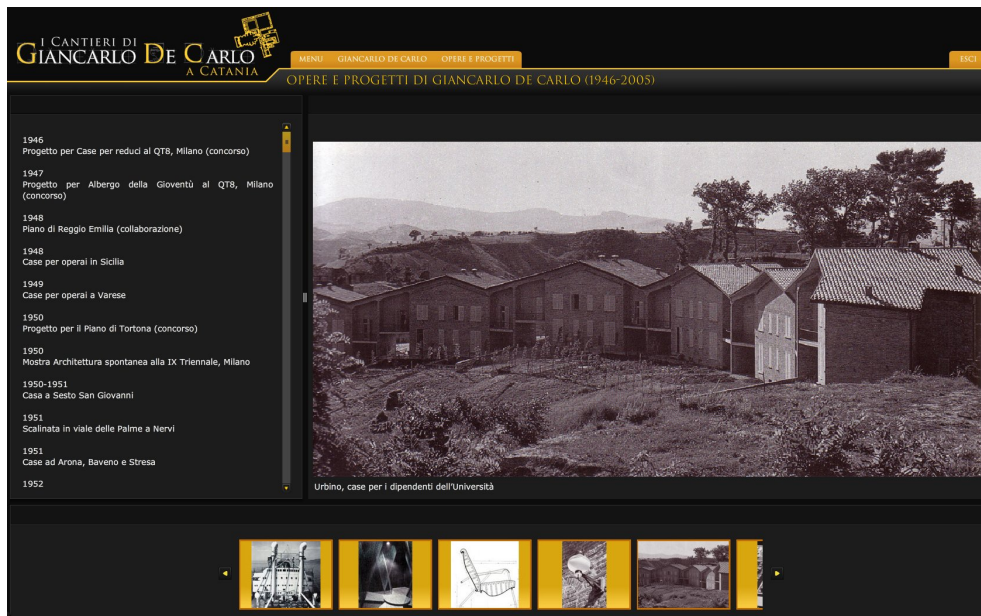 I CANTIERI DI
GIANCARLO DE CARLO
A CATANIA
MENU GIANCARLO DE CARLO OPERE E PROGETTI
ESCI
OPERE E PROGETTI DI GIANCARLO DE CARLO (1946-2005)
1946
Progetto per Case per reduci al QT8, Milano (concorso)
1947
Progetto per Albergo della Gioventù al QT8, Milano
(concorso)
1948
Piano di Reggio Emilia (collaborazione)
1948
Case per operai in Sicilia
1949
Case per operai a Varese
1950
Progetto per il Piano di Tortona (concorso)
1950
Mostra Architettura spontanea alla IX Triennale, Milano
1950-1951
Casa a Sesto San Giovanni
1951
Scalinata in viale delle Palme a Nervi
1951
Case ad Arona, Baveno e Stresa
1952
Urbino, case per i dipendenti dell'Università